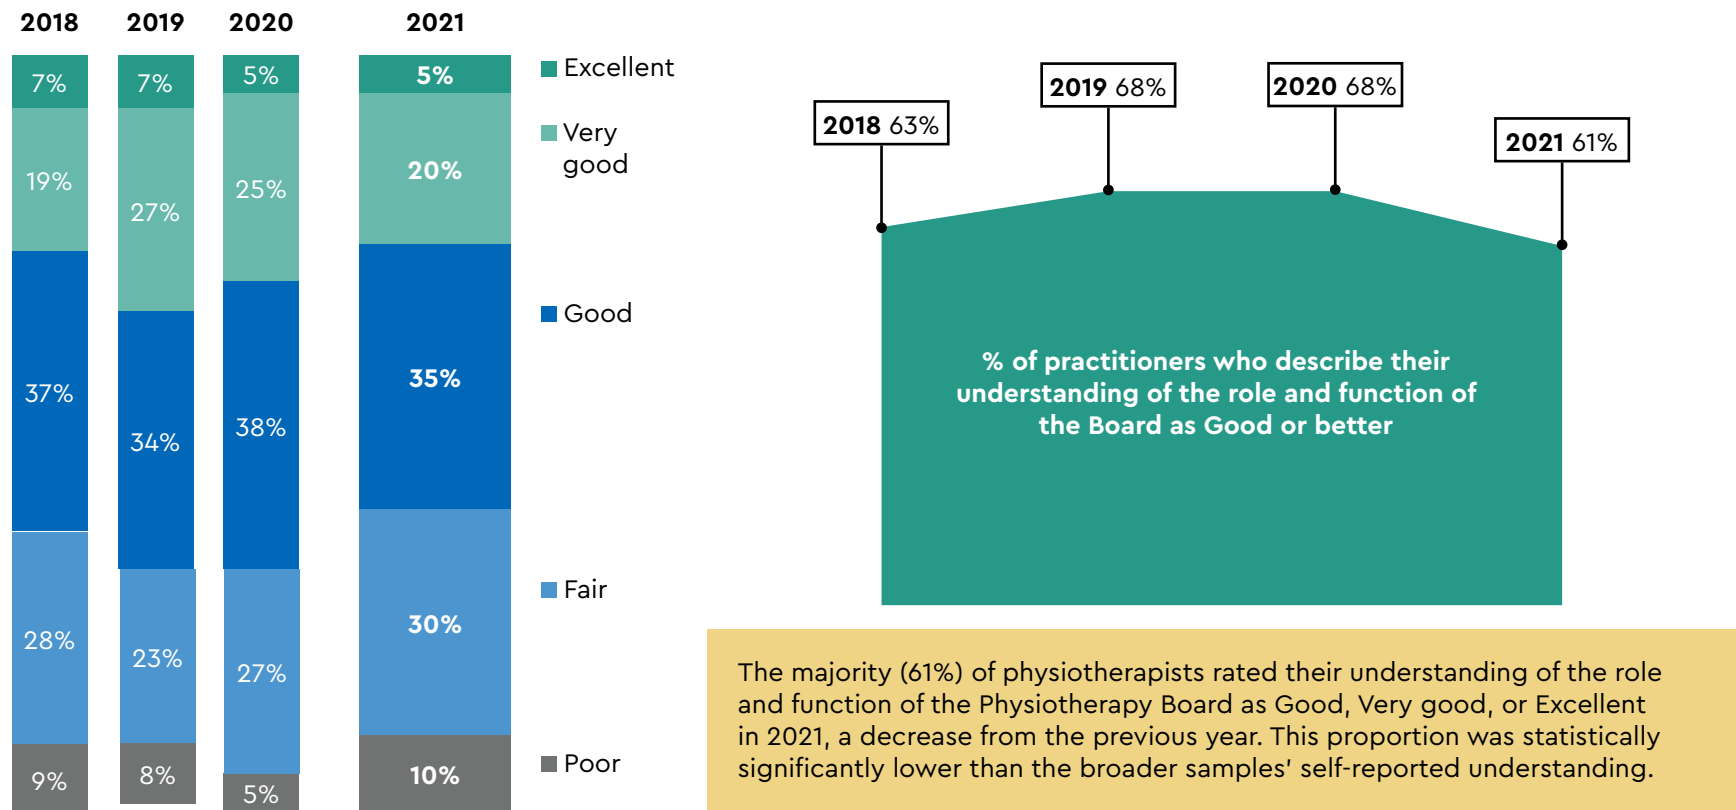 2018 2019 2020 2021
7% 7% 5% 5%
19% 27% 25% 20%
37% 34% 38% 35%
28% 23% 27% 30%
9% 8% 5% 10%
Excellent
Very
good
Good
Fair
Poor
2018 63%
2019 68%
2020 68%
2021 61%
% of practitioners who describe their
understanding of the role and function of
the Board as Good or better
The majority (61%) of physiotherapists rated their understanding of the role
and function of the Physiotherapy Board as Good, Very good, or Excellent
in 2021, a decrease from the previous year. This proportion was statistically
significantly lower than the broader samples’ self-reported understanding.